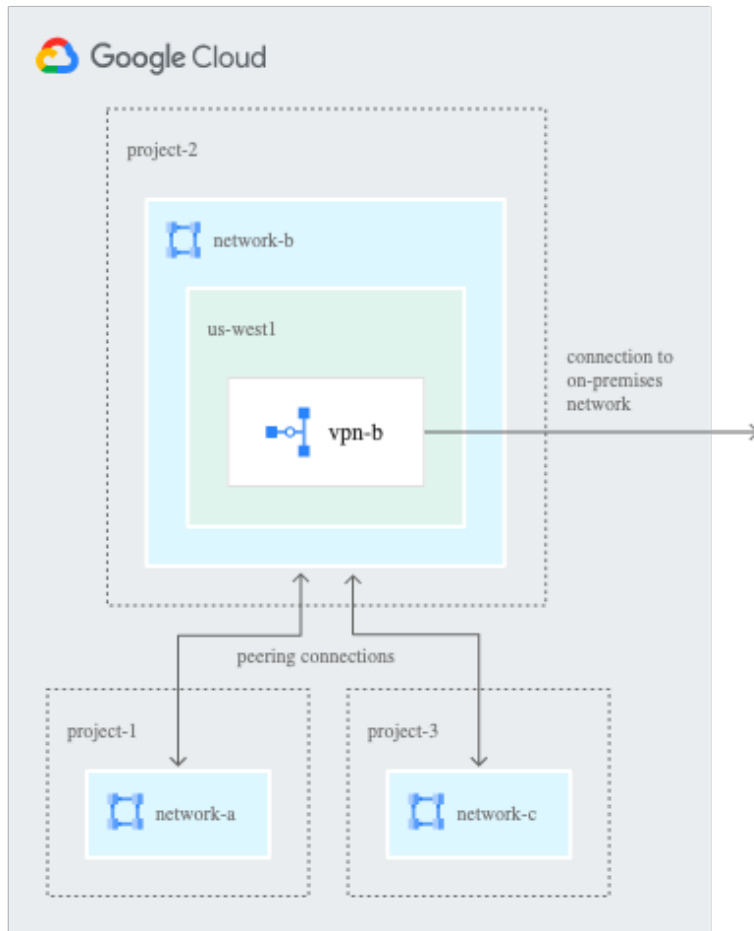 Google Cloud
project-2
network-b
us-west1
vpn-b
connection to
on-premises
network
peering connections
project-1
network-a
project-3
network-c